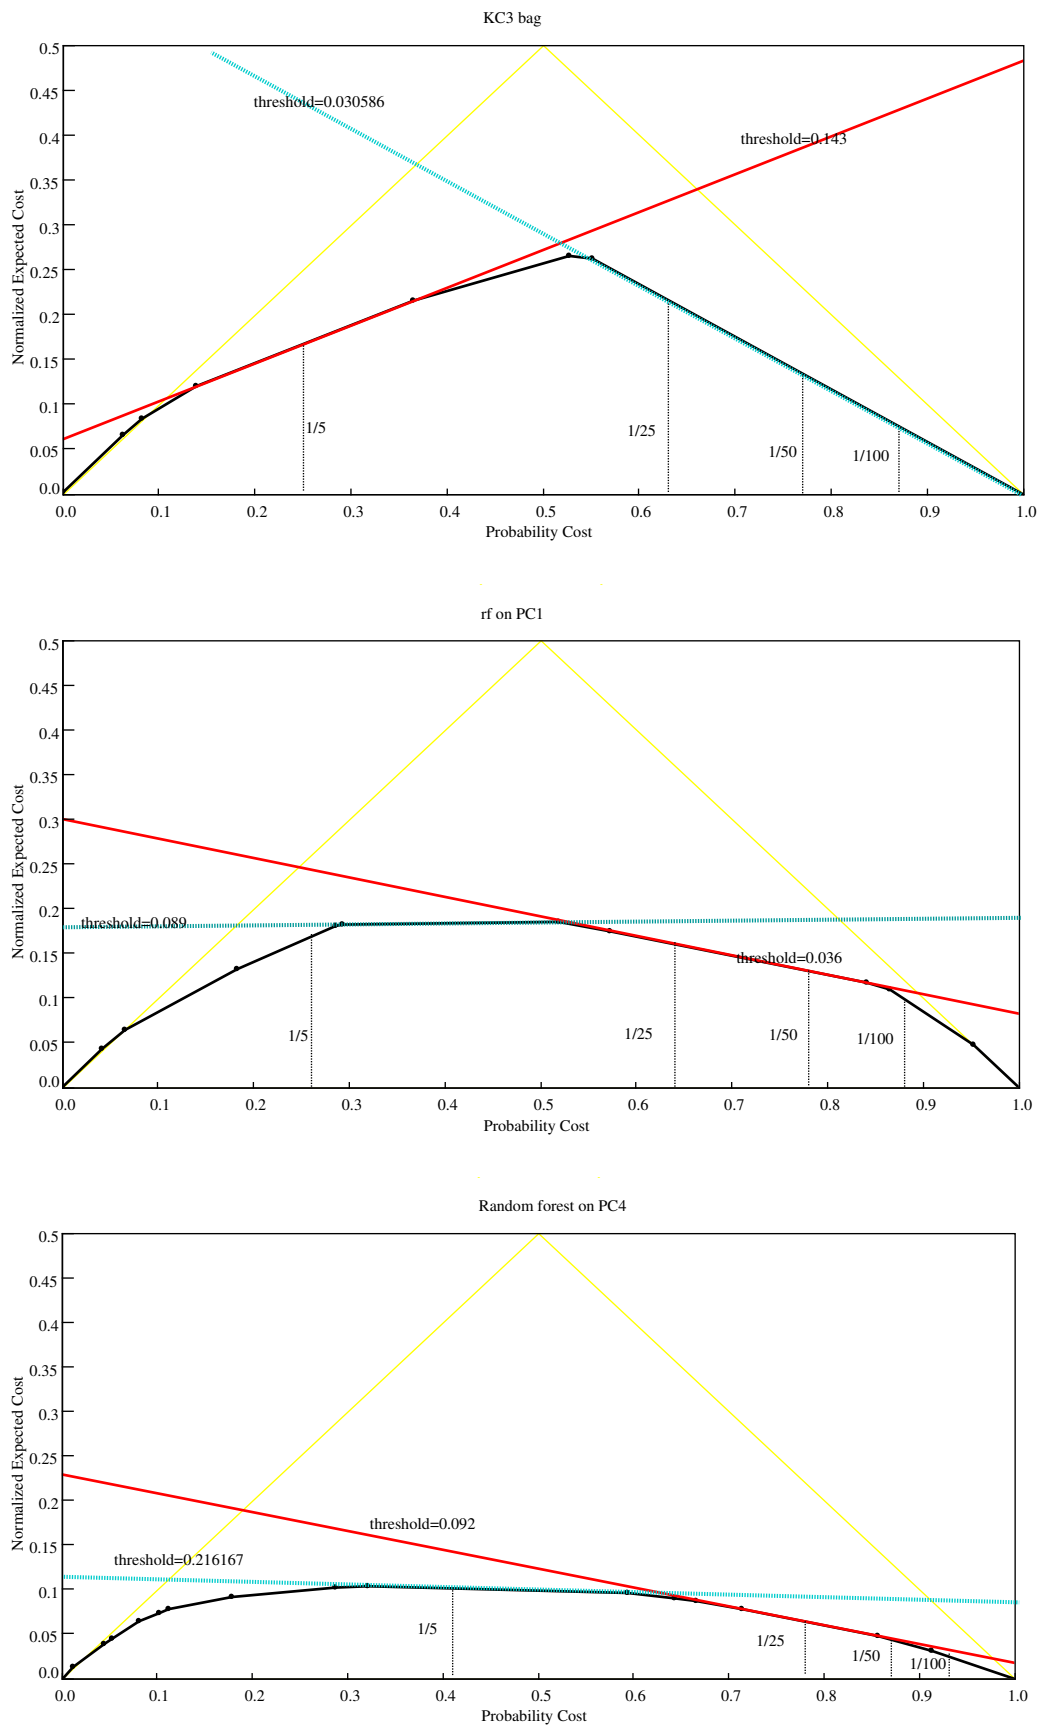 KC3 bag
0.5
0.45
threshold=0.030586
0.4
threshold=0.143
0.35
0.3
0.25
0.2
0.15
0.1
0.05
0.0
1/5
1/25
1/50
1/100
Normalized Expected Cost
0.0 0.1 0.2 0.3 0.4 0.5 0.6 0.7 0.8 0.9 1.0
Probability Cost
rf on PC1
0.5
0.45
0.4
0.35
0.3
0.25
0.2
threshold=0.089
0.15
threshold=0.036
0.1
0.05
0.0
1/5
1/25
1/50
1/100
Normalized Expected Cost
0.0 0.1 0.2 0.3 0.4 0.5 0.6 0.7 0.8 0.9 1.0
Probability Cost
Random forest on PC4
0.5
0.45
0.4
0.35
0.3
0.25
0.2
threshold=0.092
0.15
threshold=0.216167
0.1
0.05
0.0
1/5
1/25
1/50
1/100
Normalized Expected Cost
0.0 0.1 0.2 0.3 0.4 0.5 0.6 0.7 0.8 0.9 1.0
Probability Cost